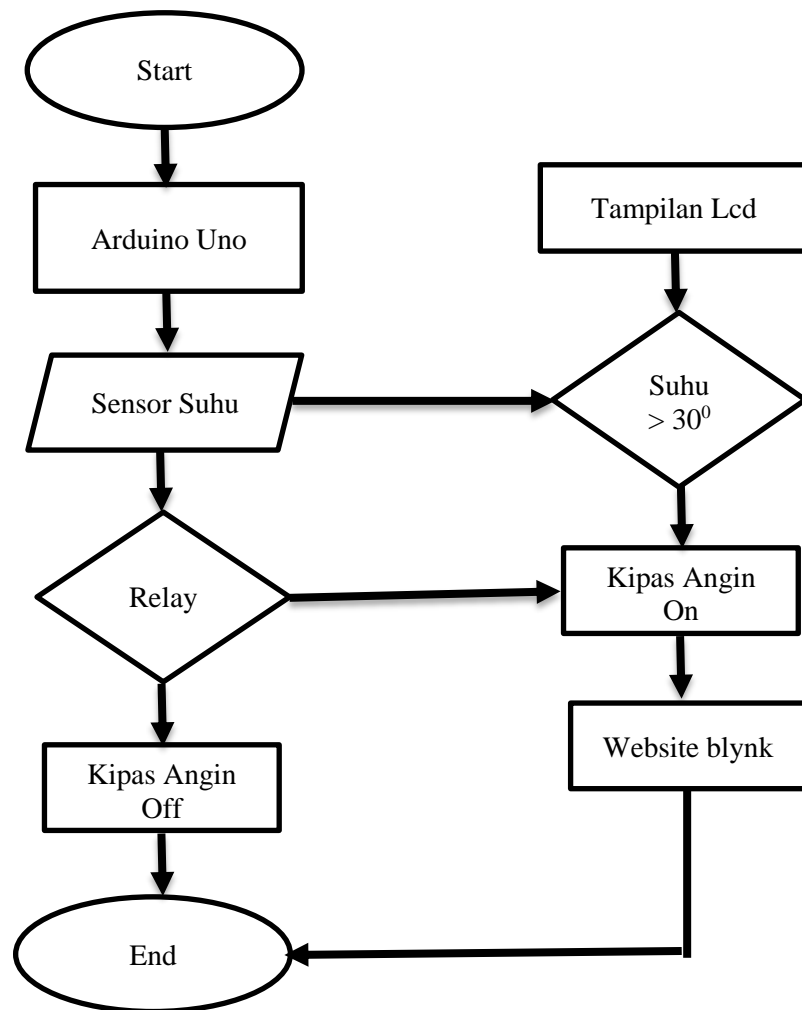 Start
Arduino Uno
Tampilan Lcd
Sensor Suhu
Suhu
> 30⁰
Relay
Kipas Angin
On
Kipas Angin
Off
Website blynk
End